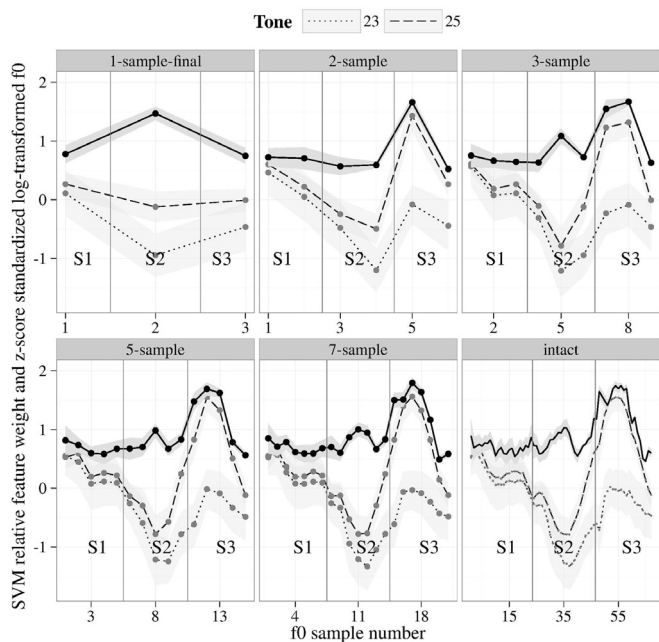 Tone 23 25
1-sample-final 2-sample 3-sample
2
1
0
-1
S1 S2 S3 S1 S2 S3 S1 S2 S3
1 2 3 1 3 5 2 5 8
5-sample 7-sample intact
2
1
0
-1
S1 S2 S3 S1 S2 S3 S1 S2 S3
3 8 13 4 11 18 15 35 55
f0 sample number
SVM relative feature weight and z-score standardized log-transformed f0